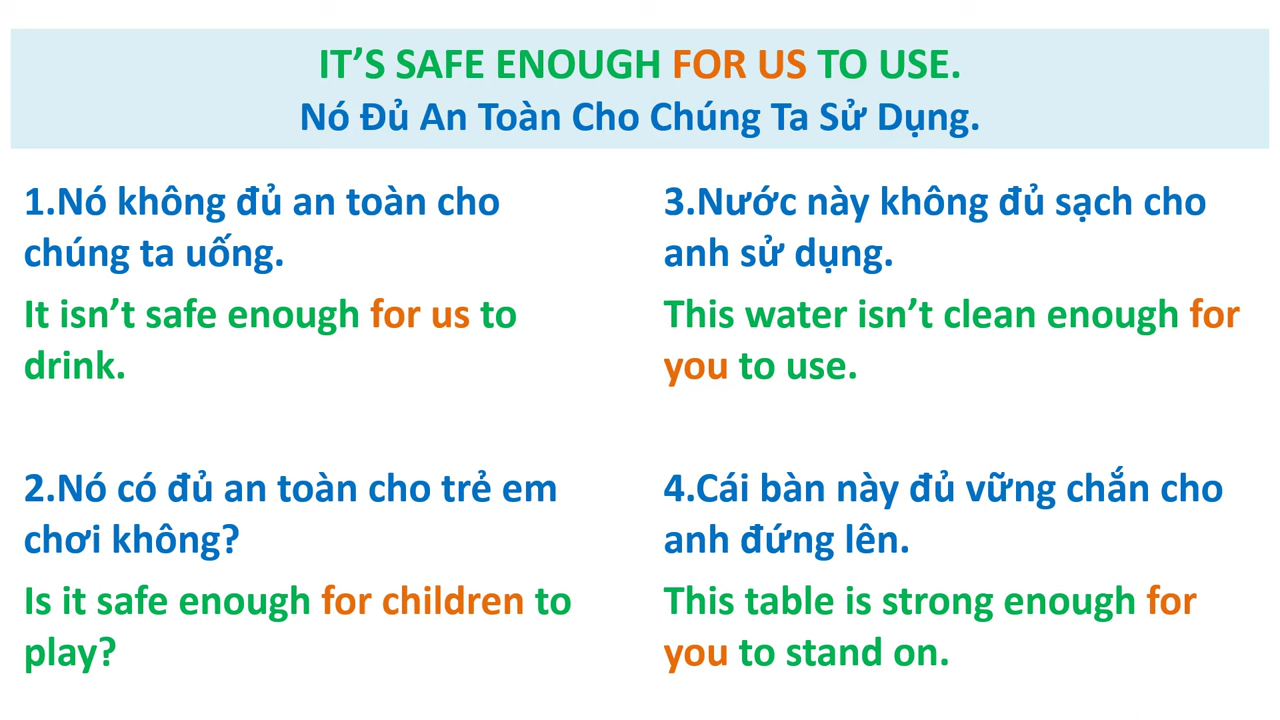 IT’S SAFE ENOUGH FOR US TO USE.
Nó Đủ An Toàn Cho Chúng Ta Sử Dụng.
1.Nó không đủ an toàn cho
chúng ta uống.
It isn’t safe enough for us to
drink.
2.Nó có đủ an toàn cho trẻ em
chơi không?
Is it safe enough for children to
play?
3.Nước này không đủ sạch cho
anh sử dụng.
This water isn’t clean enough for
you to use.
4.Cái bàn này đủ vững chắn cho
anh đứng lên.
This table is strong enough for
you to stand on.